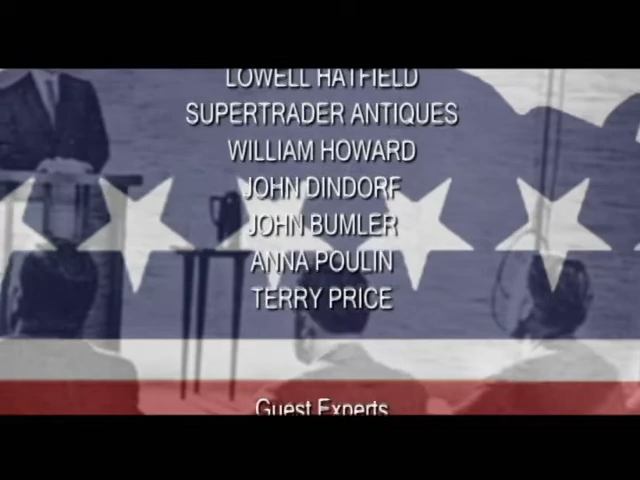 LOWELL HATFIELD
SUPERTRADER ANTIQUES
WILLIAM HOWARD
JOHN DINDORF
JOHN BUMLER
ANNA POULIN
TERRY PRICE
Guest Experts